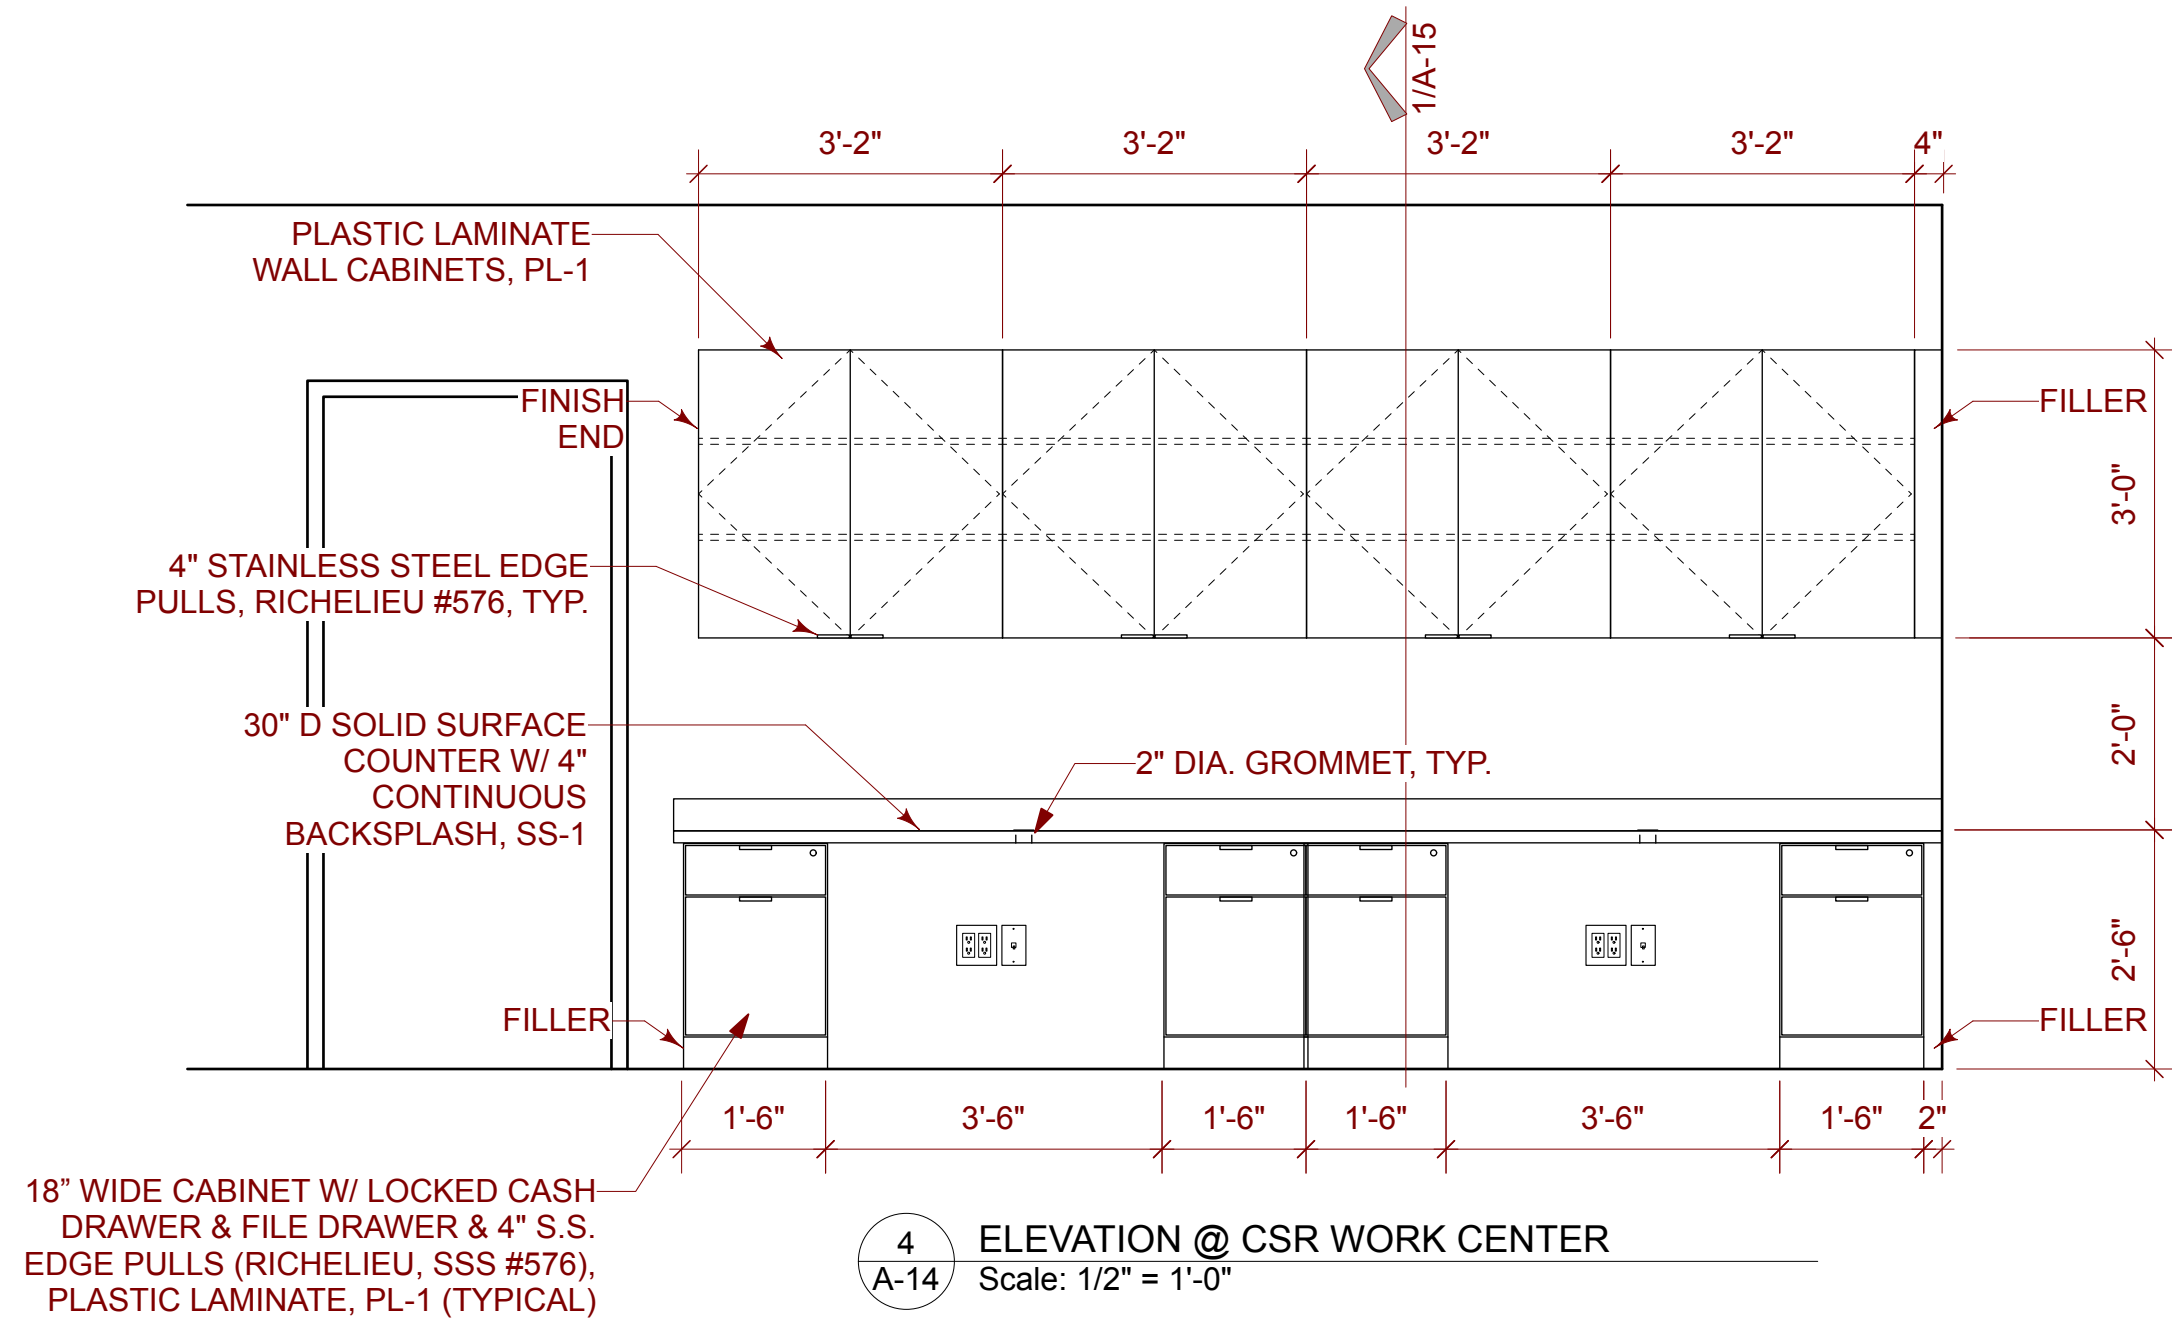 1/A-15
3'-2"
3'-2"
3'-2"
3'-2"
4"
PLASTIC LAMINATE
WALL CABINETS, PL-1
FINISH
END
FILLER
3'-0"
4" STAINLESS STEEL EDGE
PULLS, RICHELIEU #576, TYP.
30" D SOLID SURFACE
COUNTER W/ 4"
CONTINUOUS
BACKSPLASH, SS-1
2" DIA. GROMMET, TYP.
2'-0"
2'-6"
FILLER
FILLER
1'-6"
3'-6"
1'-6"
1'-6"
3'-6"
1'-6"
2"
18” WIDE CABINET W/ LOCKED CASH
DRAWER & FILE DRAWER & 4" S.S.
EDGE PULLS (RICHELIEU, SSS #576),
PLASTIC LAMINATE, PL-1 (TYPICAL)
4
A-14
ELEVATION @ CSR WORK CENTER
Scale: 1/2" = 1'-0"